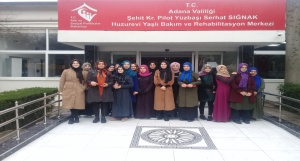 T.C
Adana Valiliği
Şehit Kr. Pilot Yüzbaşı Serhat SIĞNAK
Huzurevi Yaşlı Bakım ve Rehabilitasyon Merkezi